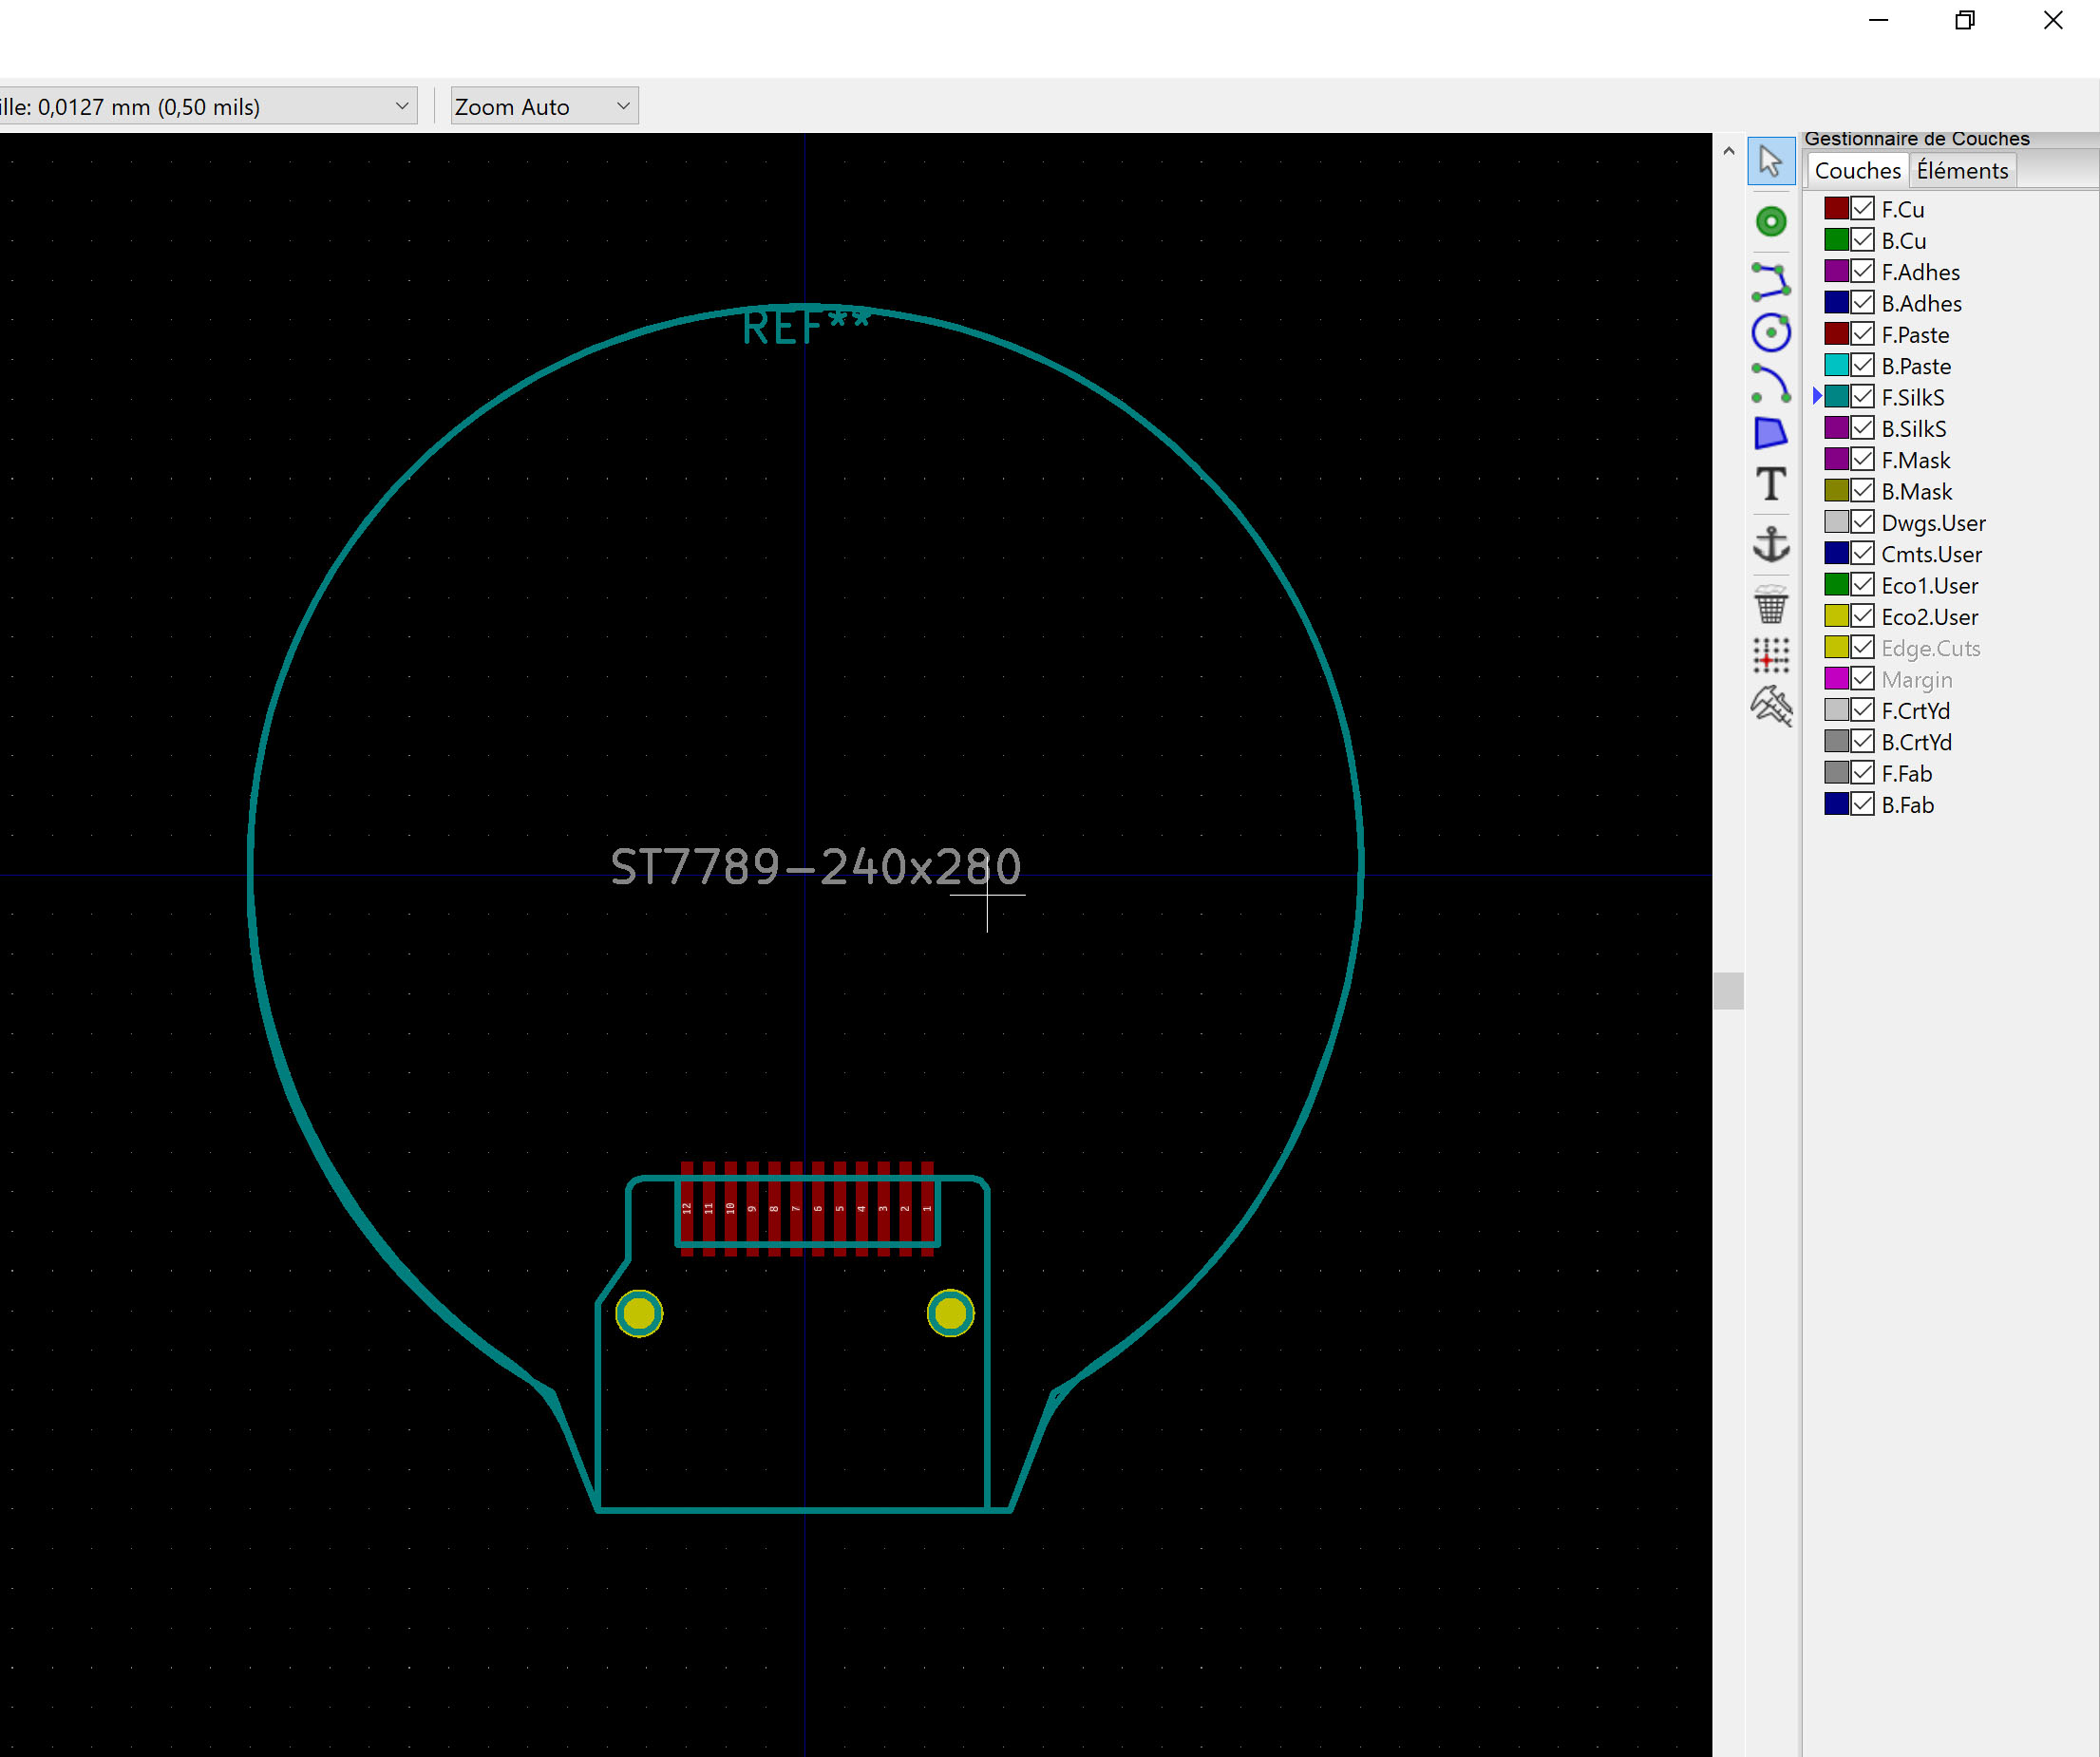 ille: 0,0127 mm (0,50 mils)
Zoom Auto
Gestionnaire de Couches
Couches
Éléments
F.Cu
B.Cu
F.Adhes
B.Adhes
F.Paste
B.Paste
F.SilkS
B.SilkS
F.Mask
B.Mask
Dwgs.User
Cmts.User
Eco1.User
Eco2.User
Edge.Cuts
Margin
F.CrtYd
B.CrtYd
F.Fab
B.Fab
T
REF**
ST7789-240x280
12 11 10 9 8 7 6 5 4 3 2 1